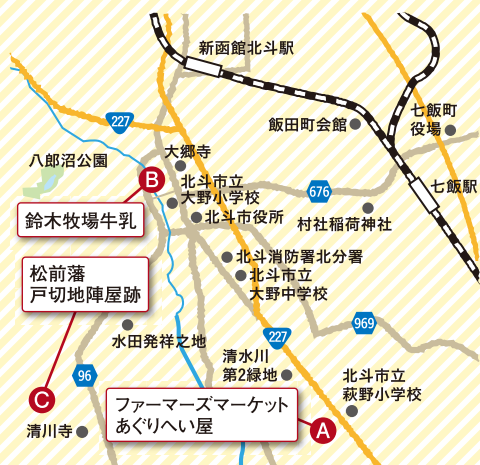 新函館北斗駅
227
飯田町会館
七飯町
役場
大郷寺
八郎沼公園
B
北斗市立
大野小学校
676
七飯駅
鈴木牧場牛乳
北斗市役所
村社稲荷神社
松前藩
戸切地陣屋跡
北斗消防署北分署
北斗市立
大野中学校
水田発祥之地
227
969
清水川
第2緑地
96
北斗市立
萩野小学校
C
ファーマーズマーケット
あぐりへい屋
A
清川寺